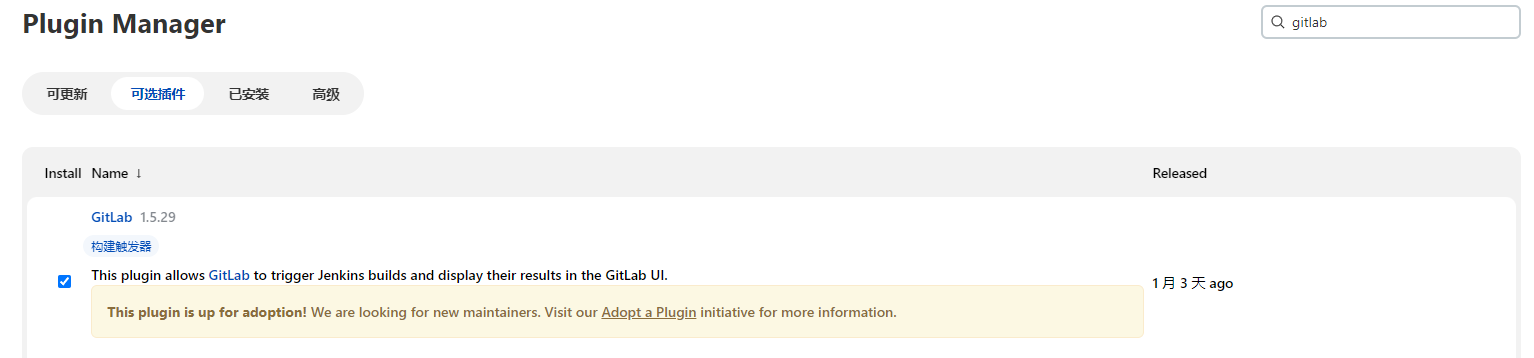 Plugin Manager
gitlab
可更新 可选插件 已安装 高级
Install Name ↓ Released
GitLab 1.5.29
构建触发器
This plugin allows GitLab to trigger Jenkins builds and display their results in the GitLab UI.
1 月 3 天 ago
This plugin is up for adoption! We are looking for new maintainers. Visit our Adopt a Plugin initiative for more information.